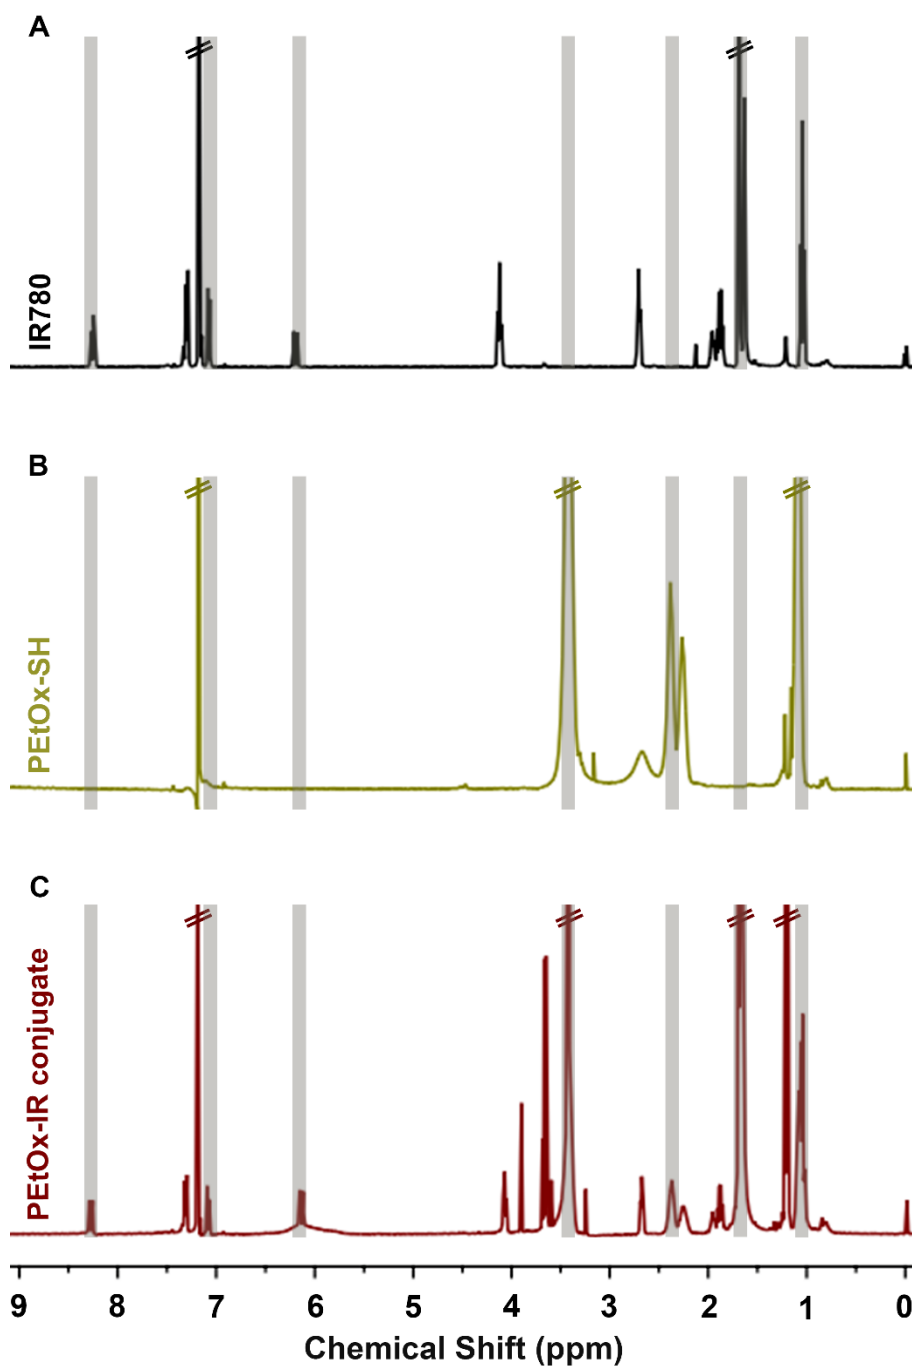 A
IR780
B
PEtOx-SH
C
PEtOx-IR conjugate
9 8 7 6 5 4 3 2 1 0
Chemical Shift (ppm)